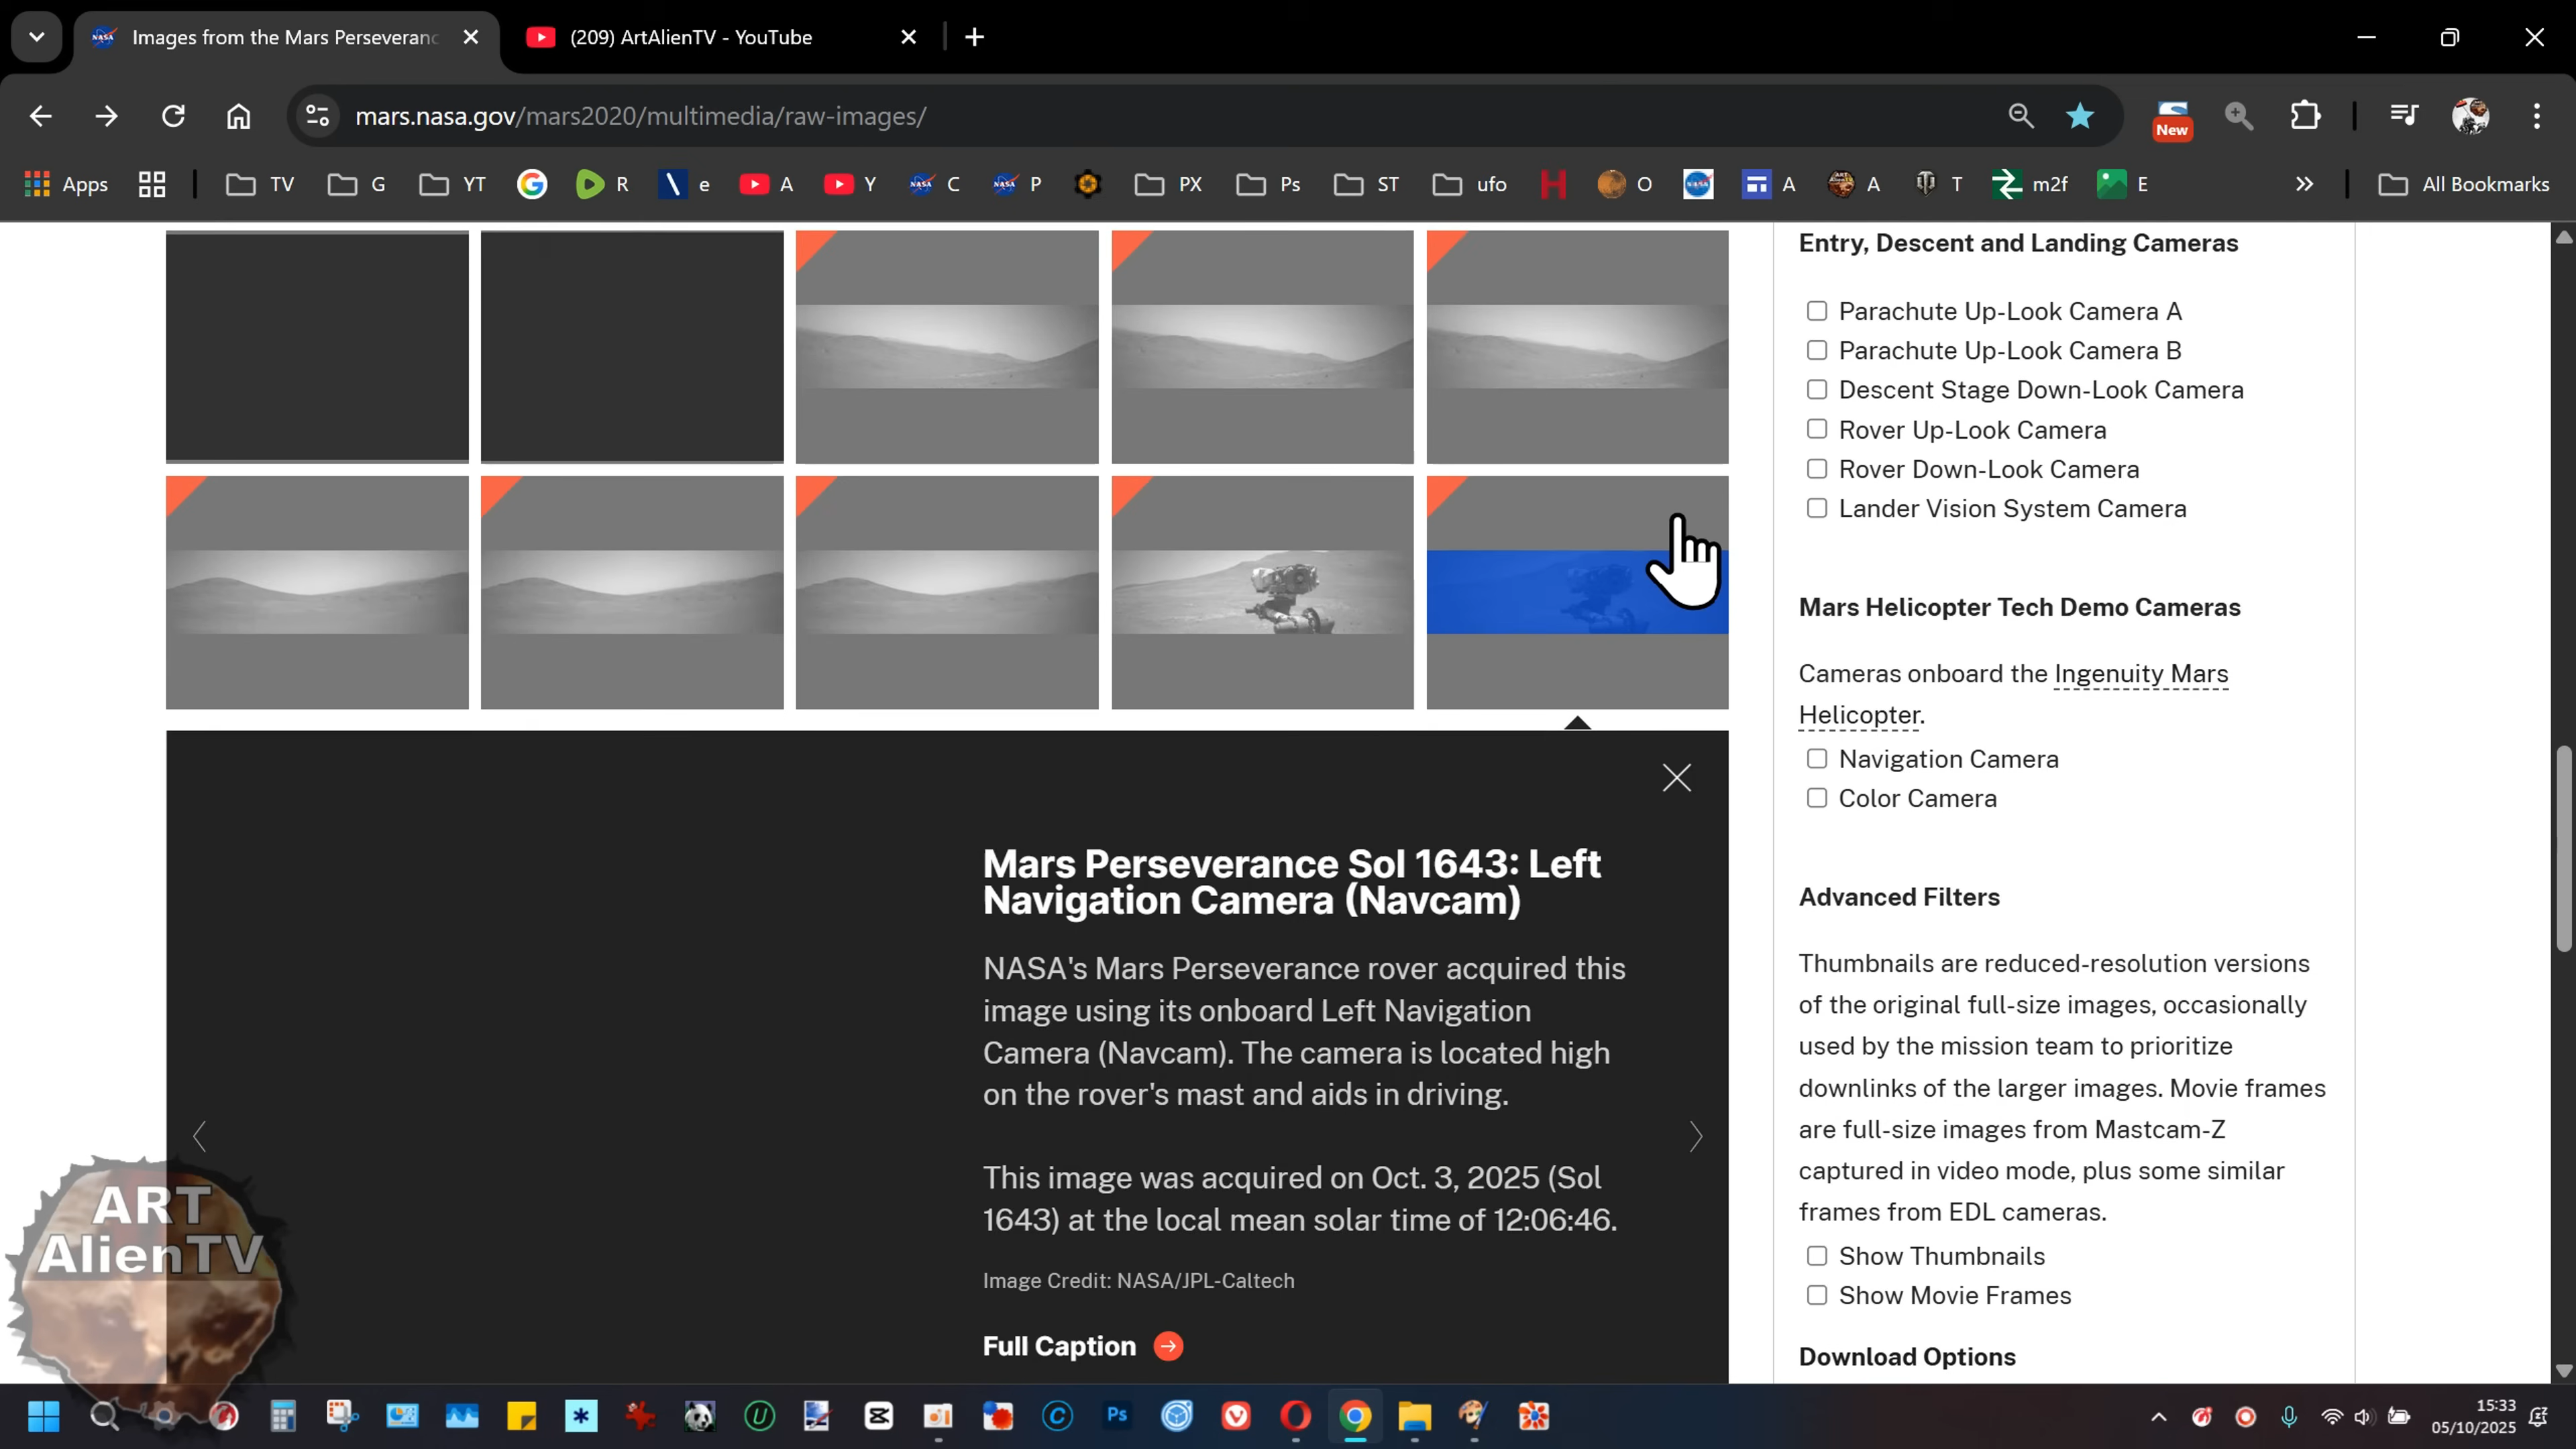 Images from the Mars Perseveranc
(209) ArtAlienTV - YouTube
mars.nasa.gov/mars2020/multimedia/raw-images/
New
Apps
TV
G
YT
R
e
A
Y
C
P
PX
Ps
ST
ufo
O
A
A
T
m2f
E
All Bookmarks
Entry, Descent and Landing Cameras
Parachute Up-Look Camera A
Parachute Up-Look Camera B
Descent Stage Down-Look Camera
Rover Up-Look Camera
Rover Down-Look Camera
Lander Vision System Camera
Mars Helicopter Tech Demo Cameras
Cameras onboard the Ingenuity Mars
Helicopter.
Navigation Camera
Color Camera
Advanced Filters
Thumbnails are reduced-resolution versions
of the original full-size images, occasionally
used by the mission team to prioritize
downlinks of the larger images. Movie frames
are full-size images from Mastcam-Z
captured in video mode, plus some similar
frames from EDL cameras.
Show Thumbnails
Show Movie Frames
Download Options
Mars Perseverance Sol 1643: Left
Navigation Camera (Navcam)
NASA's Mars Perseverance rover acquired this
image using its onboard Left Navigation
Camera (Navcam). The camera is located high
on the rover's mast and aids in driving.
This image was acquired on Oct. 3, 2025 (Sol
1643) at the local mean solar time of 12:06:46.
Image Credit: NASA/JPL-Caltech
Full Caption
ART
AlienTV
Ps
15:33
05/10/2025